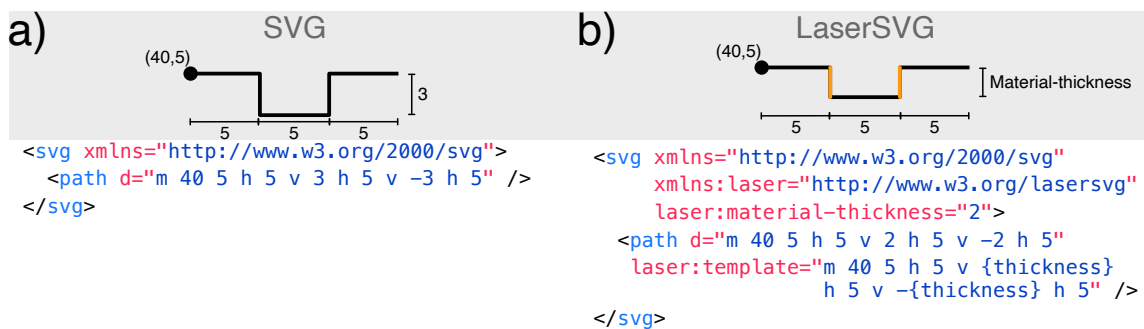 a)
SVG
(40,5)
3
5
5
5
<svg xmlns="http://www.w3.org/2000/svg">
<path d="m 40 5 h 5 v 3 h 5 v −3 h 5" />
</svg>
b)
LaserSVG
(40,5)
Material-thickness
5
5
5
<svg xmlns="http://www.w3.org/2000/svg"
xmlns:laser="http://www.w3.org/lasersvg"
laser:material−thickness="2">
<path d="m 40 5 h 5 v 2 h 5 v −2 h 5"
laser:template="m 40 5 h 5 v {thickness}
h 5 v −{thickness} h 5" />
</svg>